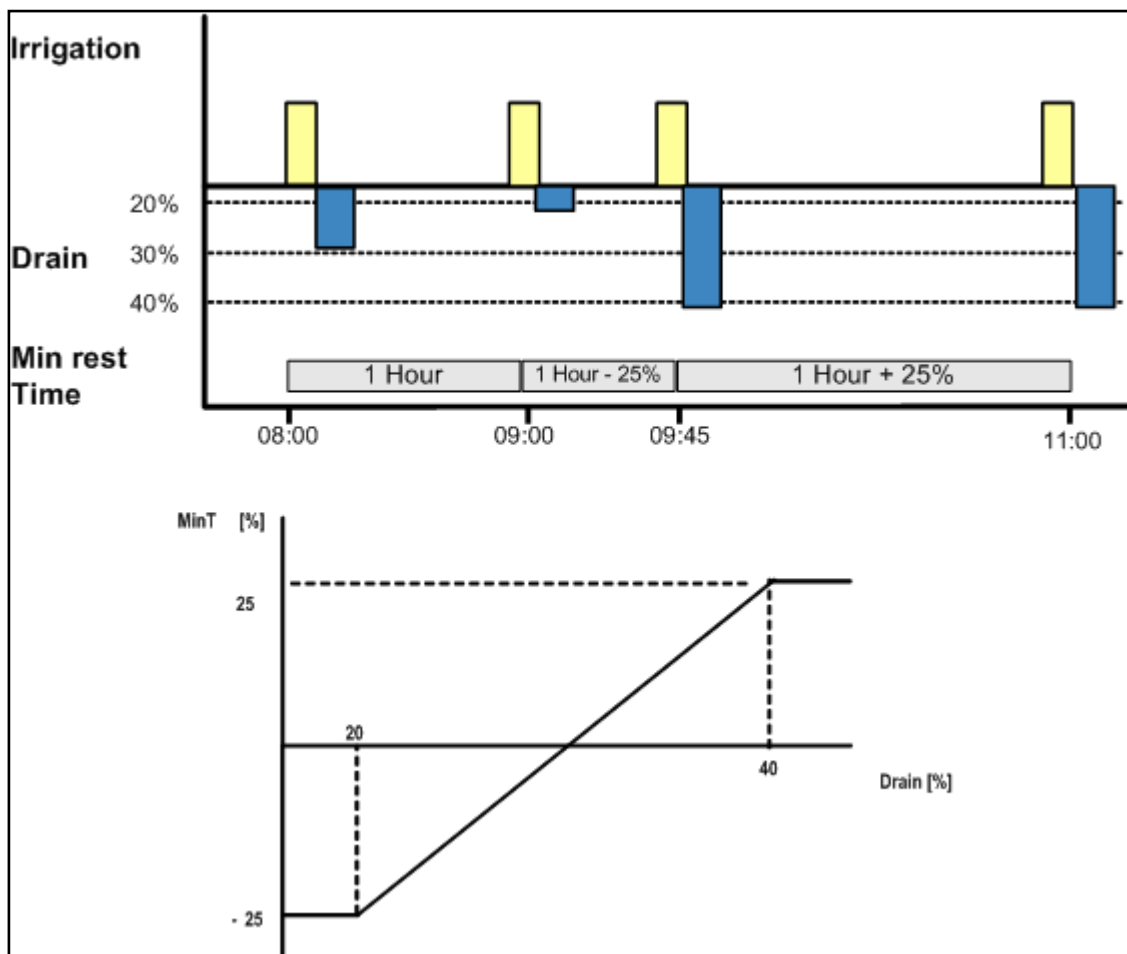 Irrigation
20%
Drain
30%
40%
Min rest
Time
1 Hour
1 Hour - 25%
1 Hour + 25%
08:00
09:00
09:45
11:00
MinT [%]
25
20
40
Drain [%]
- 25